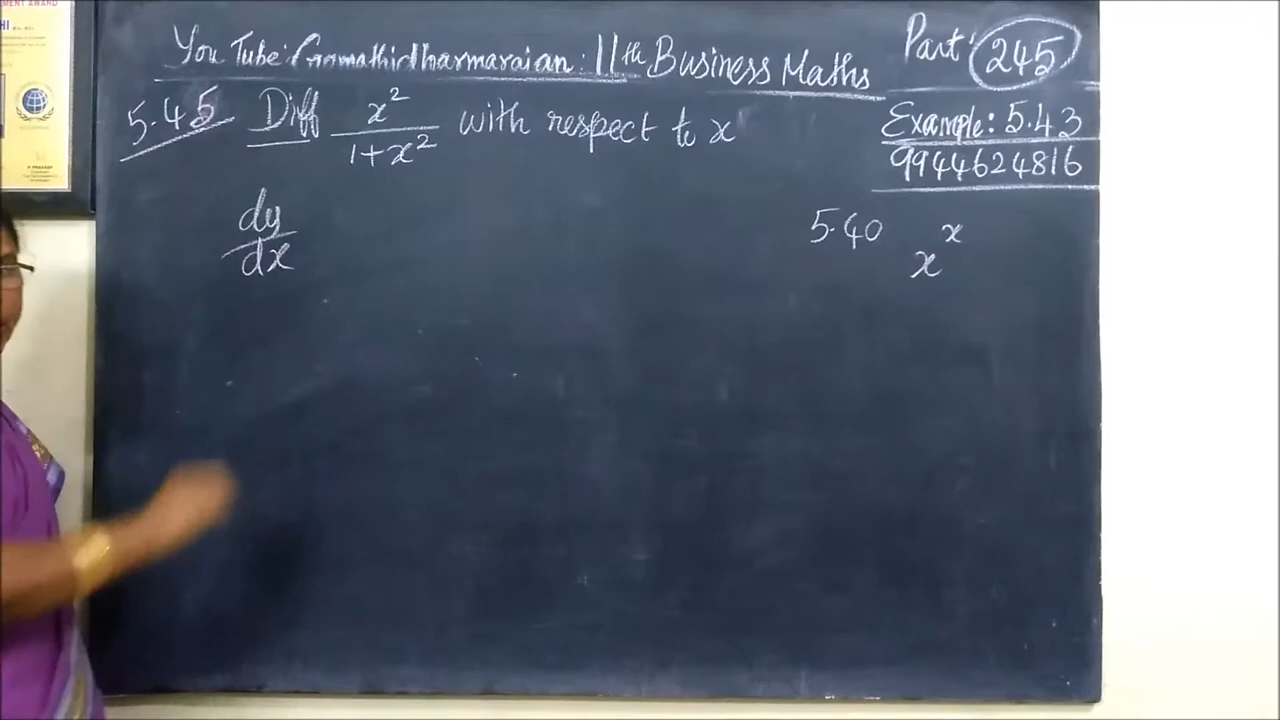 You Tube: Gomathidharmarajan: 11th Business Maths
Part: 245
5.45 Diff x²/(1+x²) with respect to x
Example: 5.43
9944624816
dy/dx
5.40 x^x